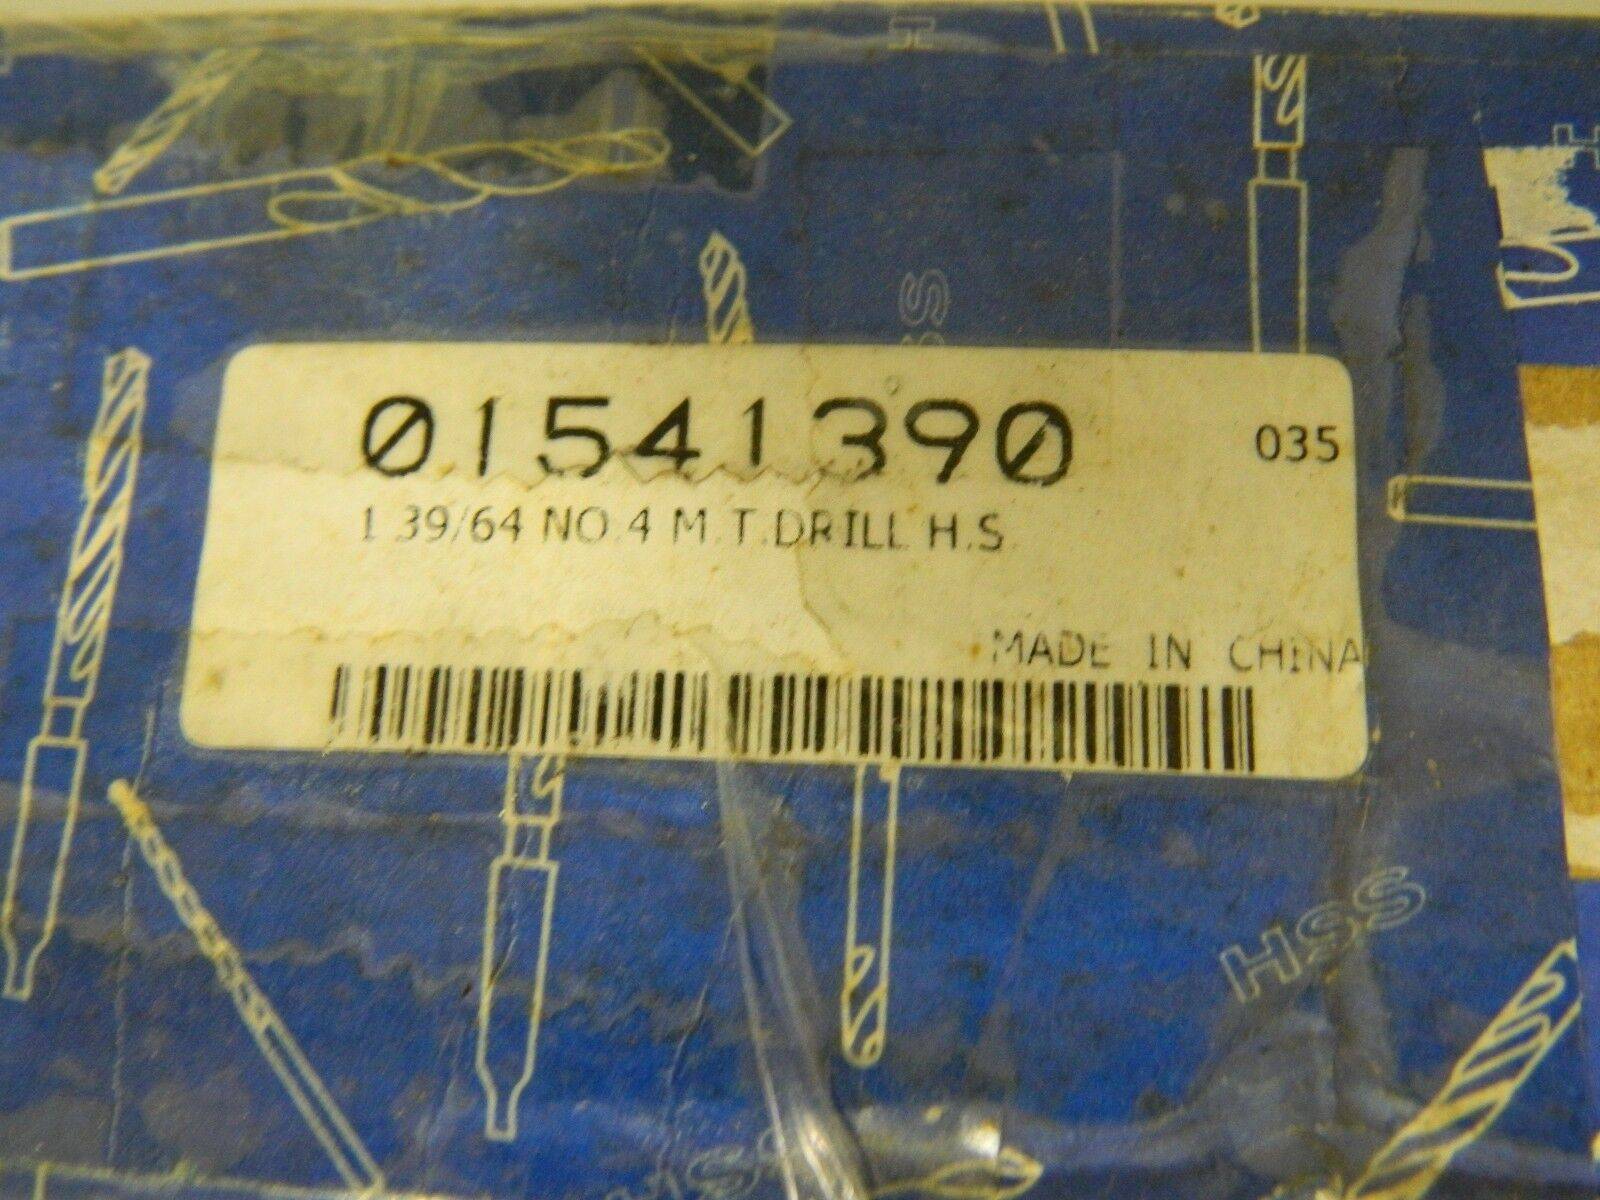 01541390 035
1 39/64 NO.4 M.T.DRILL H.S.
MADE IN CHINA
HSS